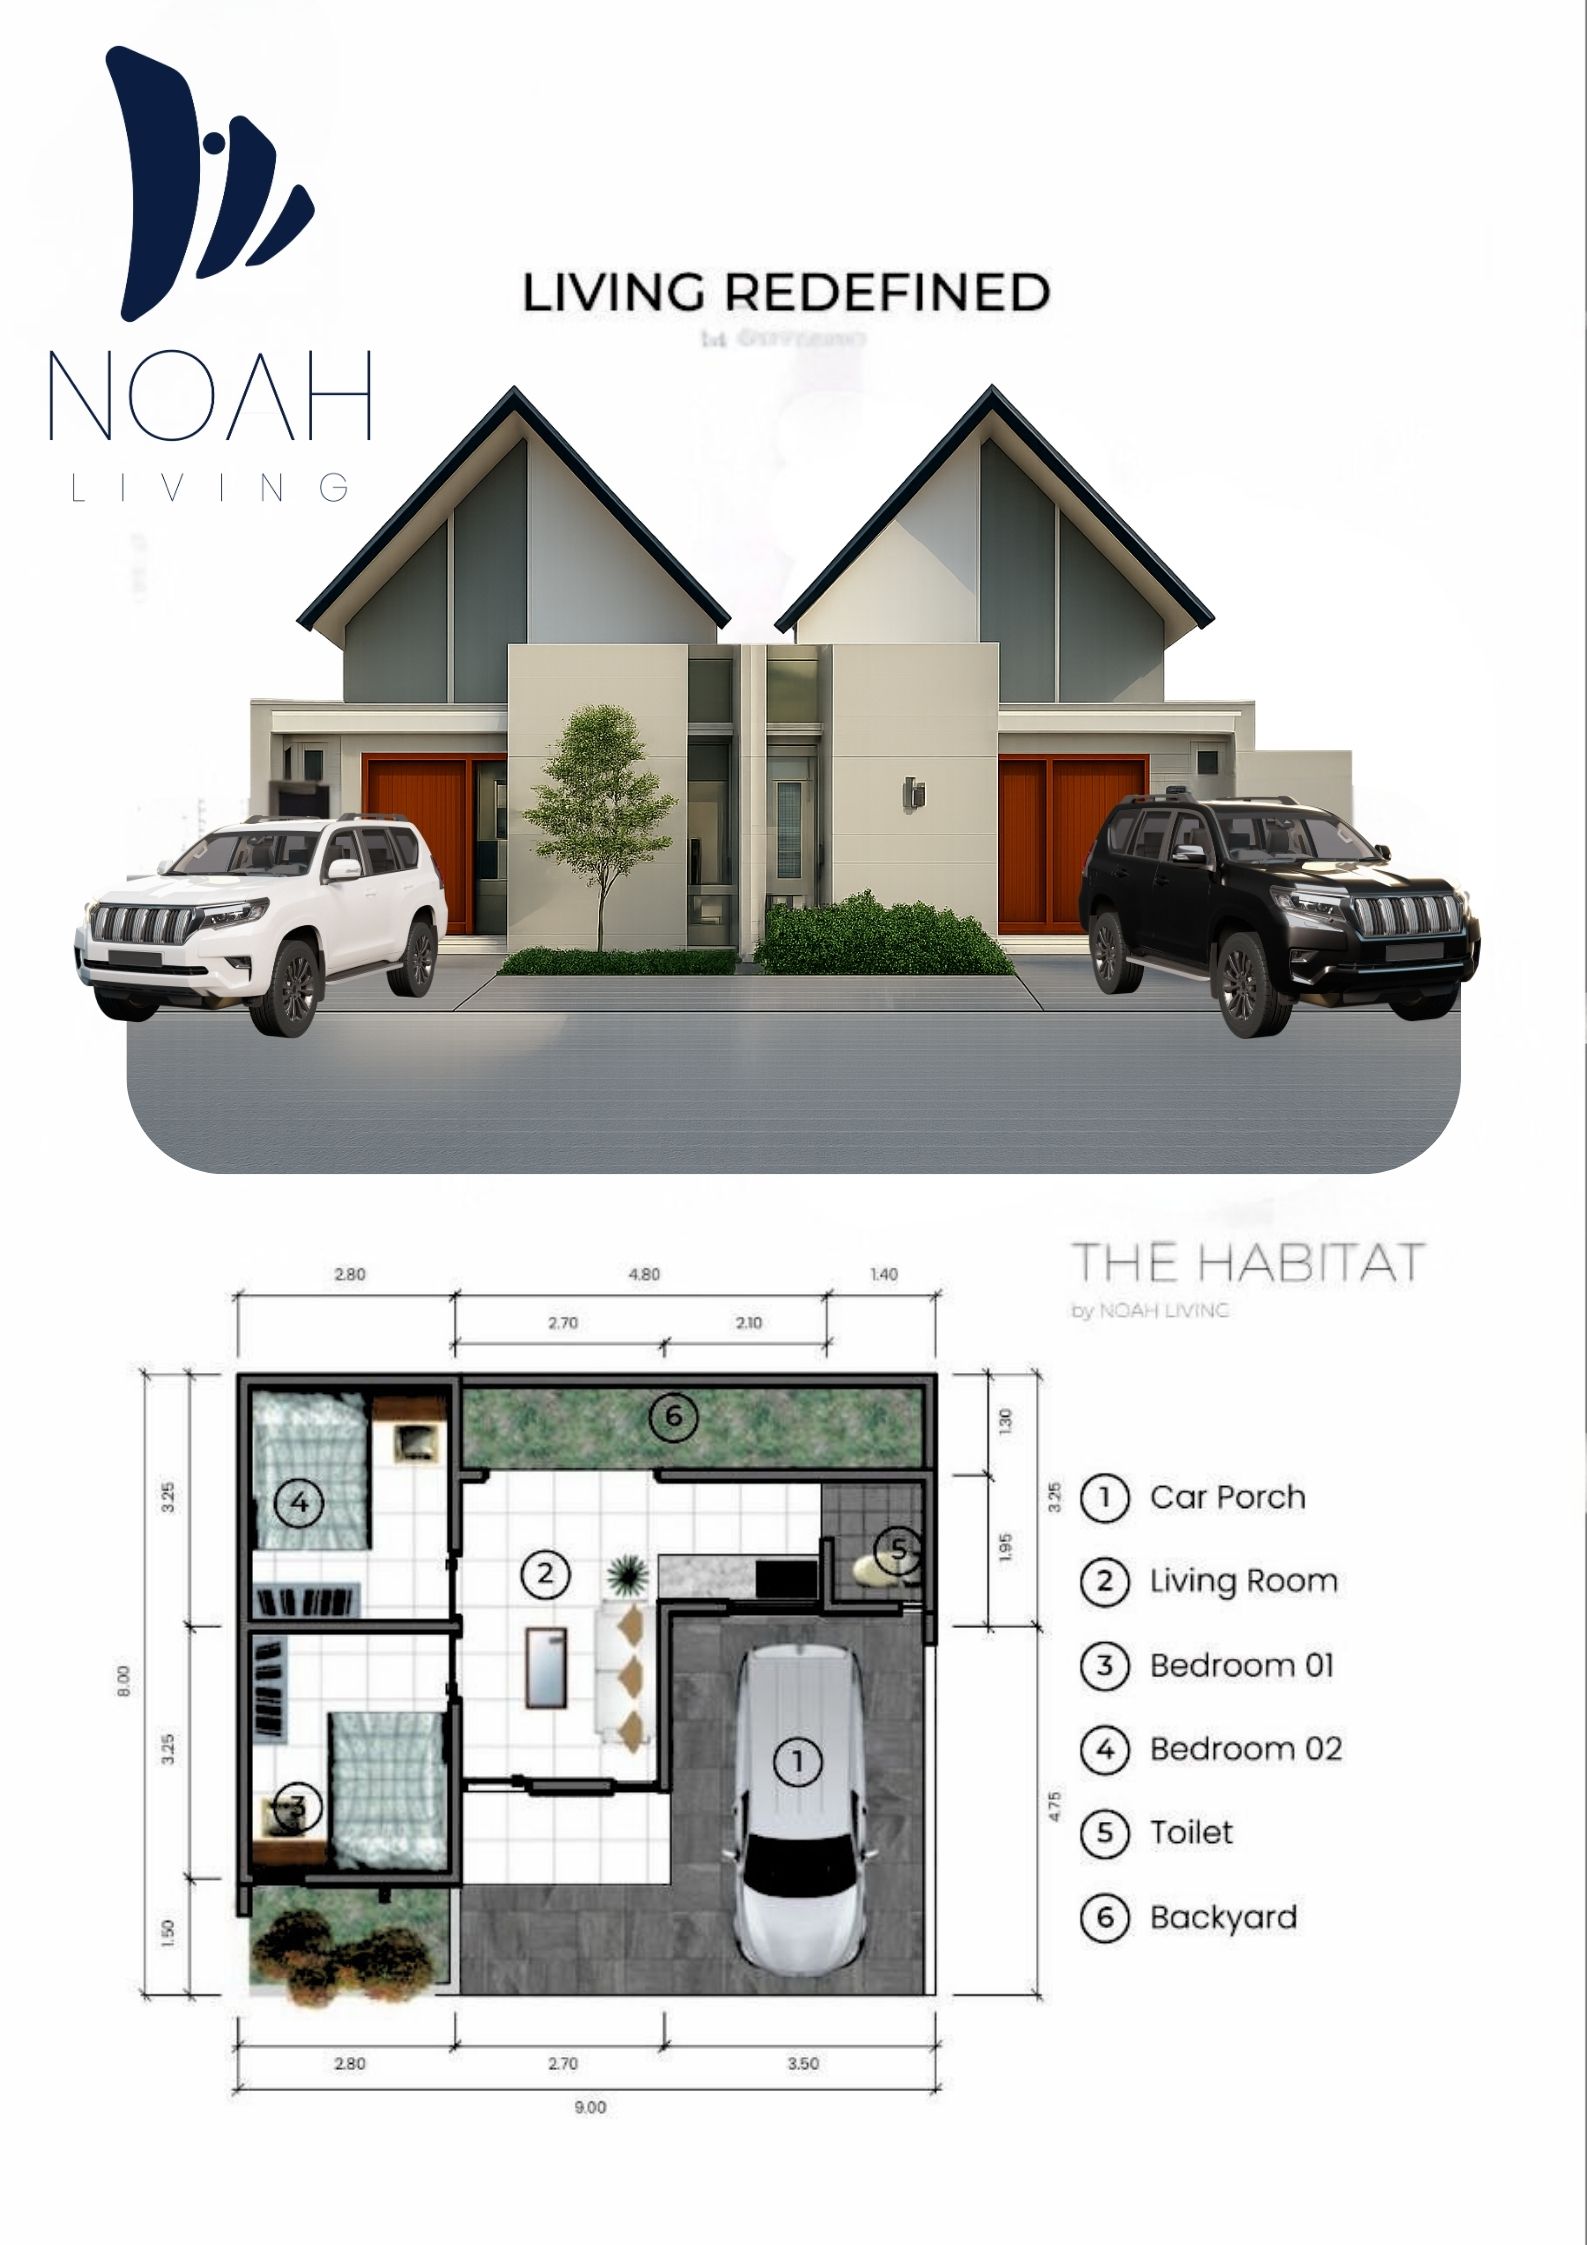 NOAH
LIVING
LIVING REDEFINED
THE HABITAT
by NOAH LIVING
2.80
4.80
1.40
2.70
2.10
8.00
3.25
3.25
1.50
1.30
1.95
3.25
4.75
6
4
5
2
1
3
2.80
2.70
3.50
9.00
1 Car Porch
2 Living Room
3 Bedroom 01
4 Bedroom 02
5 Toilet
6 Backyard